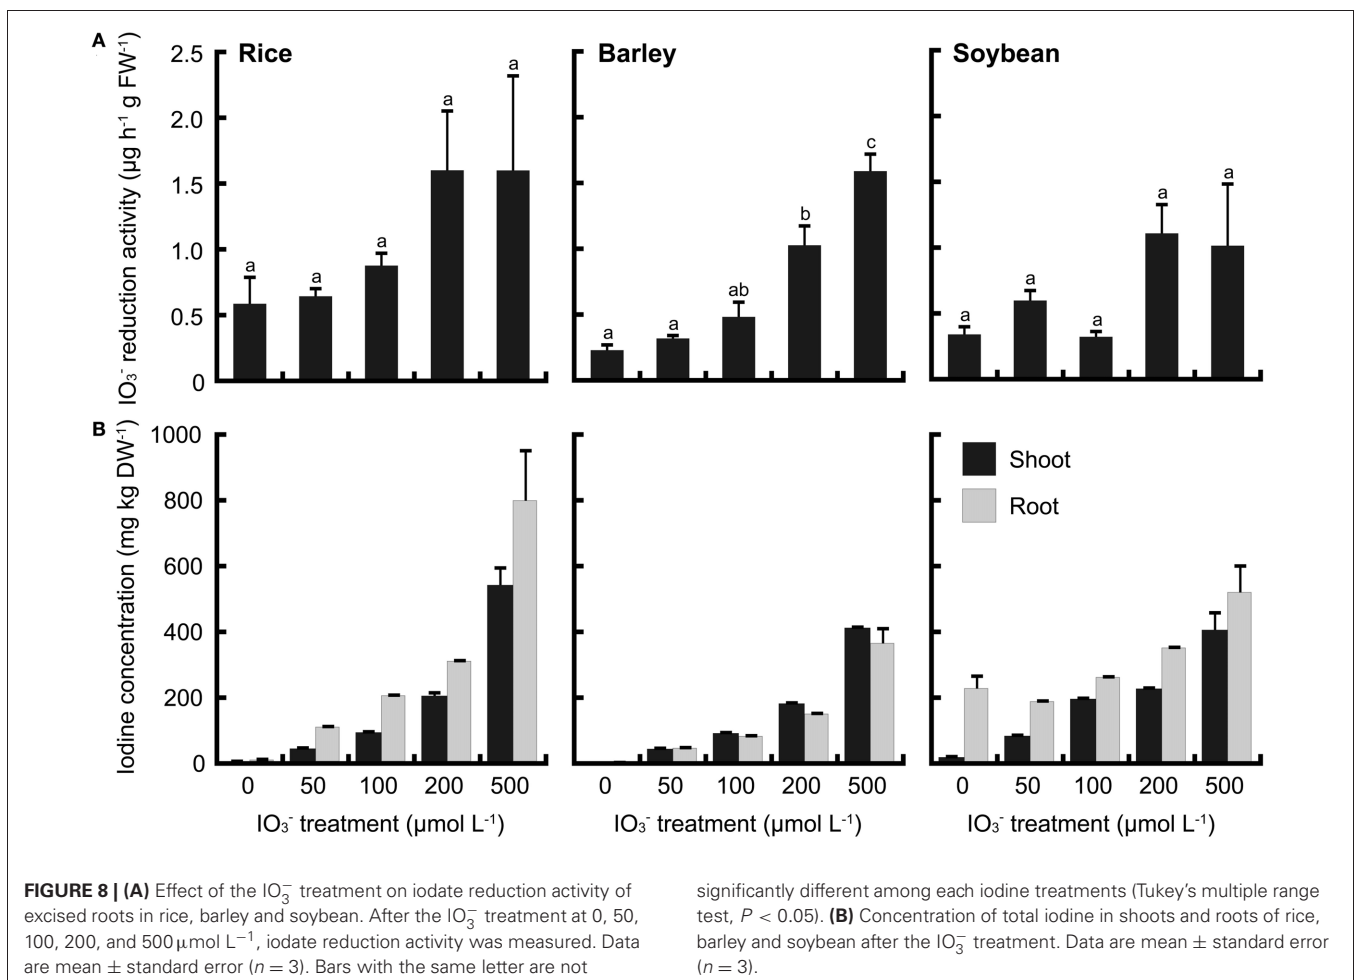 A
IO₃⁻ reduction activity (µg h⁻¹ g FW⁻¹)
2.5
2.0
1.5
1.0
0.5
0
Rice
a
a
a
a
a
Barley
a
a
ab
b
c
Soybean
a
a
a
a
a
B
Iodine concentration (mg kg DW⁻¹)
1000
800
600
400
200
0
Shoot
Root
0 50 100 200 500
0 50 100 200 500
0 50 100 200 500
IO₃⁻ treatment (µmol L⁻¹)
IO₃⁻ treatment (µmol L⁻¹)
IO₃⁻ treatment (µmol L⁻¹)
FIGURE 8 | (A) Effect of the IO₃⁻ treatment on iodate reduction activity of
excised roots in rice, barley and soybean. After the IO₃⁻ treatment at 0, 50,
100, 200, and 500 µmol L⁻¹, iodate reduction activity was measured. Data
are mean ± standard error (n = 3). Bars with the same letter are not
significantly different among each iodine treatments (Tukey's multiple range
test, P < 0.05). (B) Concentration of total iodine in shoots and roots of rice,
barley and soybean after the IO₃⁻ treatment. Data are mean ± standard error
(n = 3).